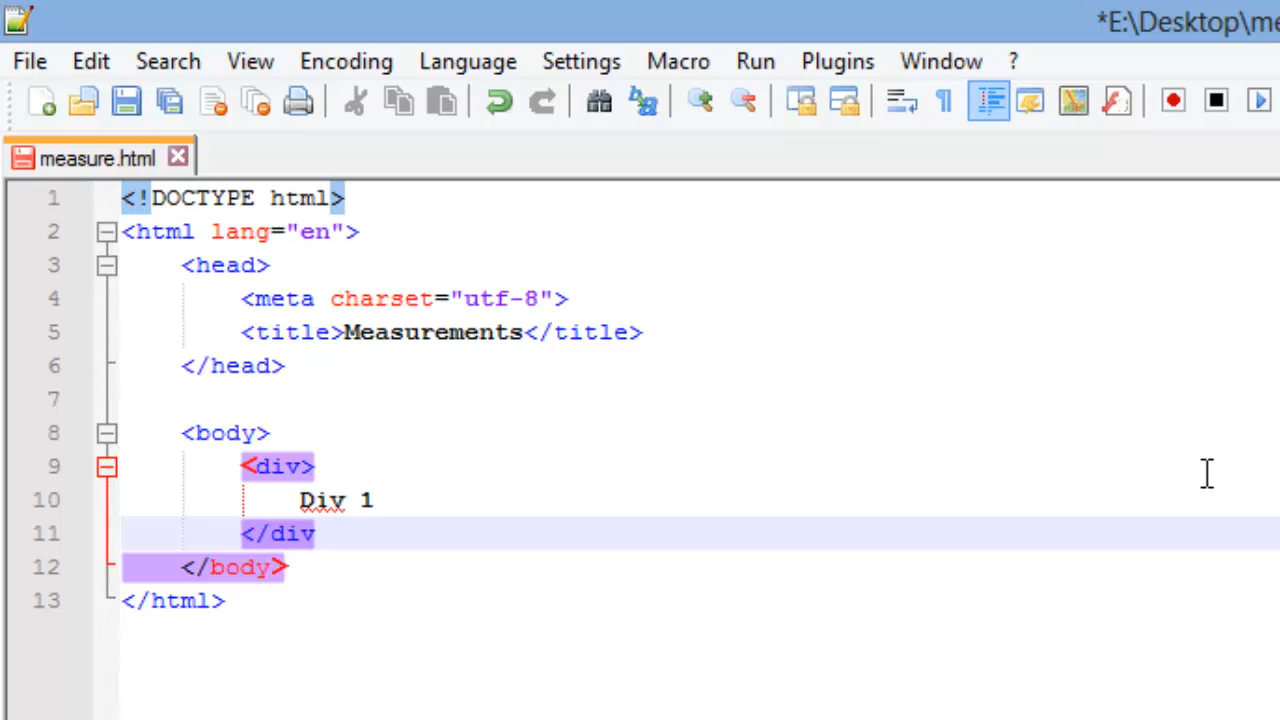 *E:\Desktop\me
File Edit Search View Encoding Language Settings Macro Run Plugins Window ?
measure.html
1 <!DOCTYPE html>
2 <html lang="en">
3 <head>
4 <meta charset="utf-8">
5 <title>Measurements</title>
6 </head>
7
8 <body>
9 <div>
10 Div 1
11 </div
12 </body>
13 </html>